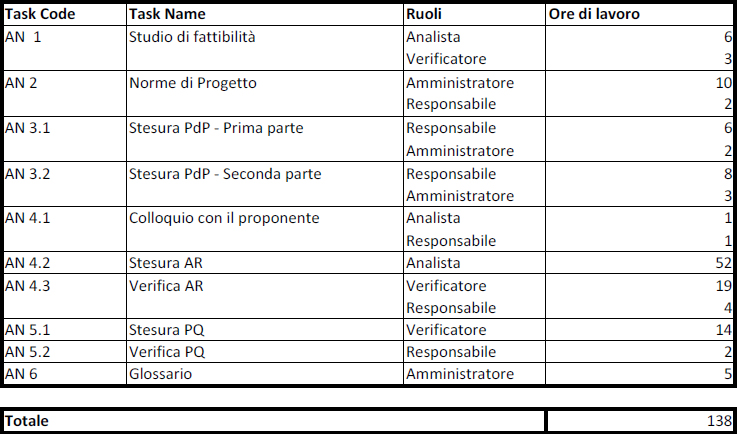 Task Code Task Name Ruoli Ore di lavoro
AN 1 Studio di fattibilità Analista 6
Verificatore 3
AN 2 Norme di Progetto Amministratore 10
Responsabile 2
AN 3.1 Stesura PdP - Prima parte Responsabile 6
Amministratore 2
AN 3.2 Stesura PdP - Seconda parte Responsabile 8
Amministratore 3
AN 4.1 Colloquio con il proponente Analista 1
Responsabile 1
AN 4.2 Stesura AR Analista 52
AN 4.3 Verifica AR Verificatore 19
Responsabile 4
AN 5.1 Stesura PQ Verificatore 14
AN 5.2 Verifica PQ Responsabile 2
AN 6 Glossario Amministratore 5
Totale 138